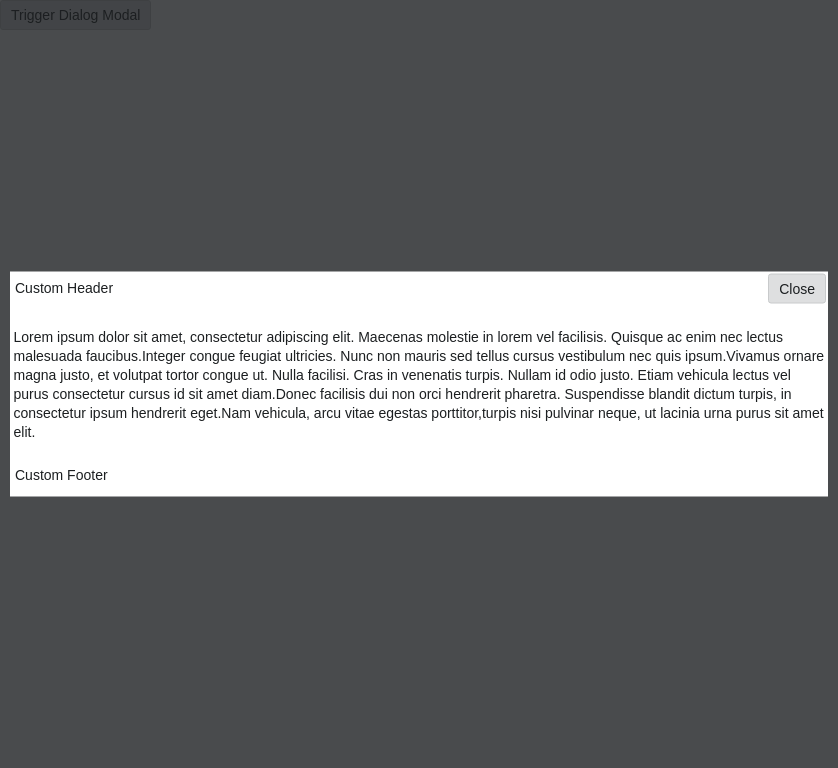 Trigger Dialog Modal
Custom Header
Close
Lorem ipsum dolor sit amet, consectetur adipiscing elit. Maecenas molestie in lorem vel facilisis. Quisque ac enim nec lectus
malesuada faucibus.Integer congue feugiat ultricies. Nunc non mauris sed tellus cursus vestibulum nec quis ipsum.Vivamus ornare
magna justo, et volutpat tortor congue ut. Nulla facilisi. Cras in venenatis turpis. Nullam id odio justo. Etiam vehicula lectus vel
purus consectetur cursus id sit amet diam.Donec facilisis dui non orci hendrerit pharetra. Suspendisse blandit dictum turpis, in
consectetur ipsum hendrerit eget.Nam vehicula, arcu vitae egestas porttitor,turpis nisi pulvinar neque, ut lacinia urna purus sit amet
elit.
Custom Footer